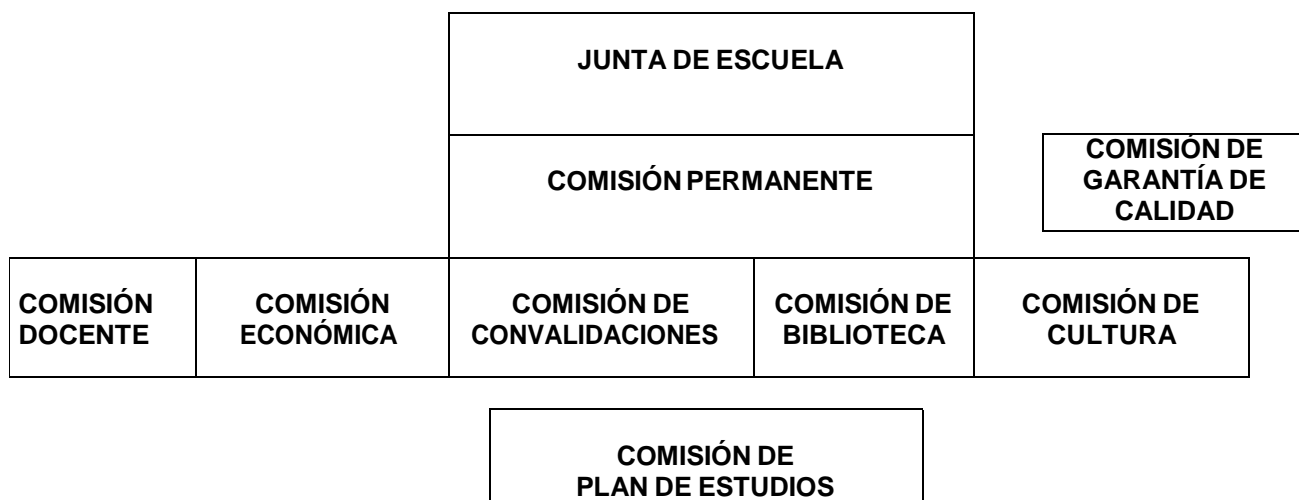 JUNTA DE ESCUELA
COMISIÓN PERMANENTE
COMISIÓN DE
GARANTÍA DE
CALIDAD
COMISIÓN
DOCENTE
COMISIÓN
ECONÓMICA
COMISIÓN DE
CONVALIDACIONES
COMISIÓN DE
BIBLIOTECA
COMISIÓN DE
CULTURA
COMISIÓN DE
PLAN DE ESTUDIOS